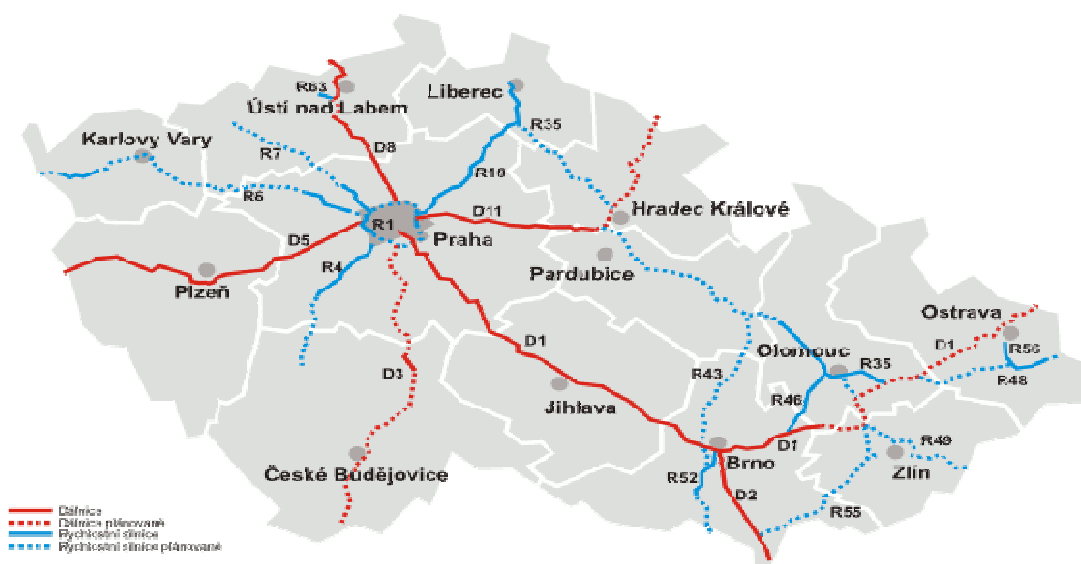 R63
Ústí nad Labem
Liberec
Karlovy Vary
R7
D8
R35
R10
R6
D11
Hradec Králové
R1
Praha
D5
R4
Pardubice
Plzeň
Ostrava
D1
Olomouc
D1
R56
R35
R48
D3
R43
R46
Jihlava
D1
R49
Brno
Zlín
České Budějovice
R52
D2
R55
Dálnice
Dálnice plánované
Rychlostní silnice
Rychlostní silnice plánované